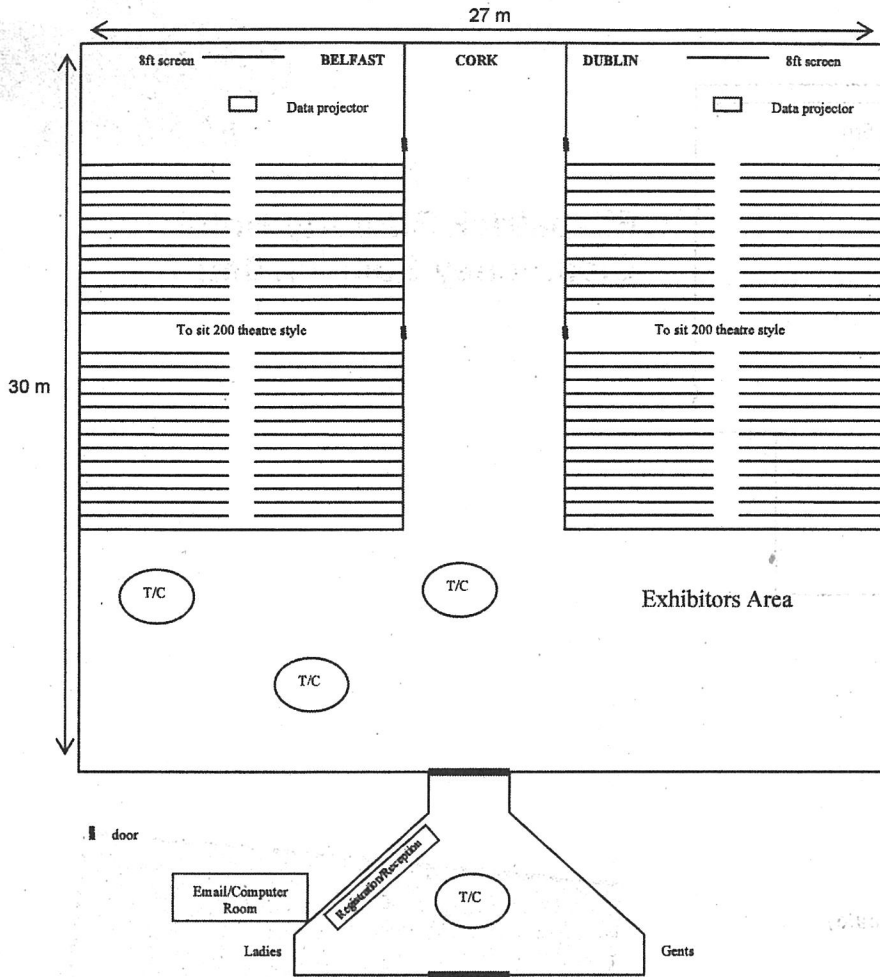 27 m
8ft screen BELFAST CORK DUBLIN 8ft screen
Data projector Data projector
To sit 200 theatre style To sit 200 theatre style
30 m
T/C T/C Exhibitors Area
T/C
door
Registration/Reception
Email/Computer
Room
T/C
Ladies Gents